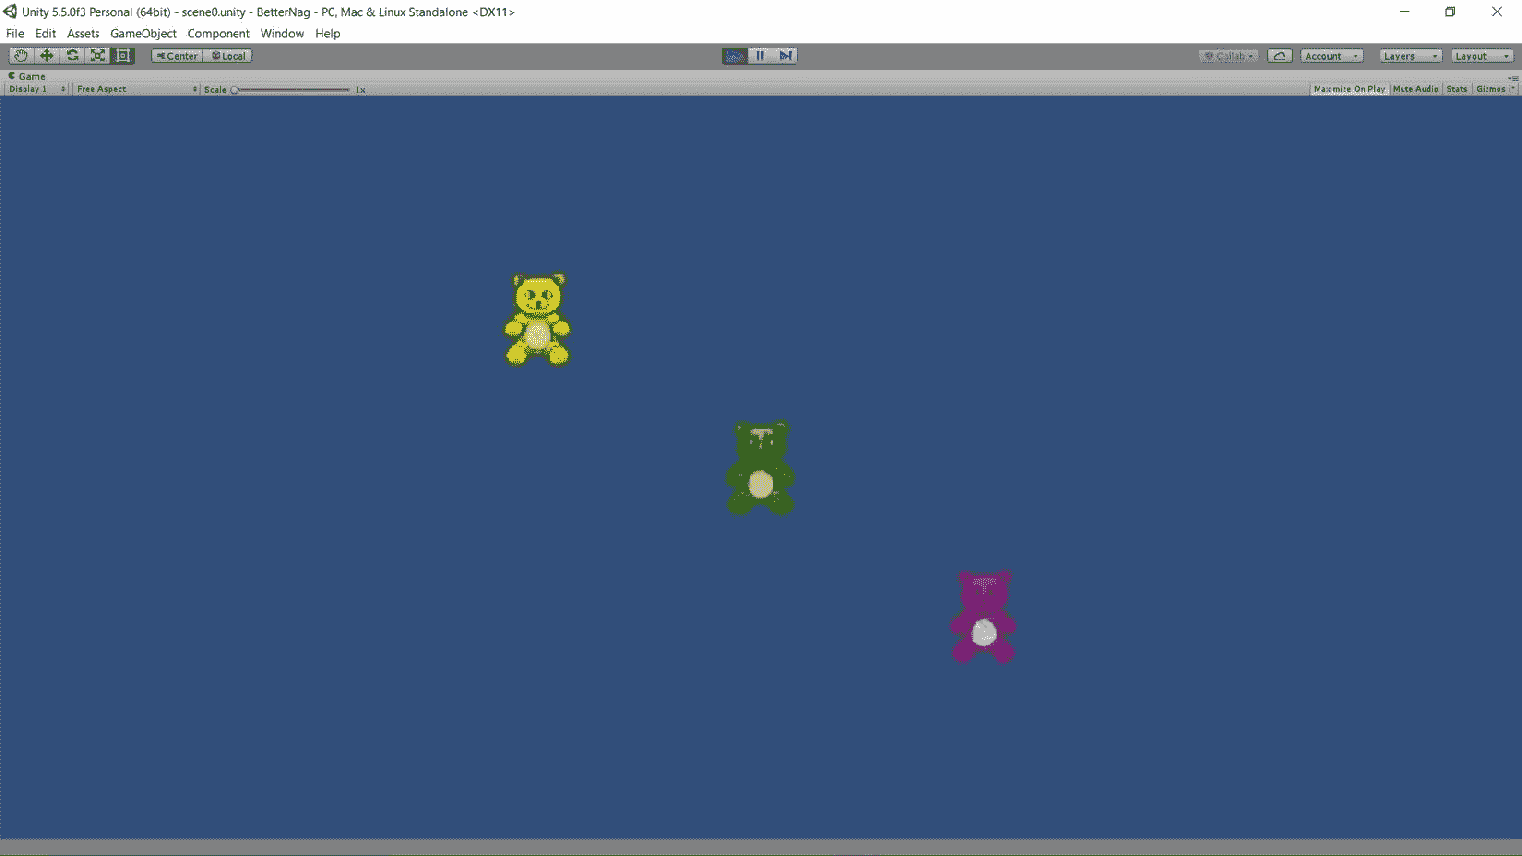 Unity 5.5.0f3 Personal (64bit) - scene0.unity - BetterNag - PC, Mac & Linux Standalone <DX11>
File Edit Assets GameObject Component Window Help
Center Local Collab Account Layers Layout
Game
Display 1 Free Aspect Scale 1x Maximize On Play Mute Audio Stats Gizmos